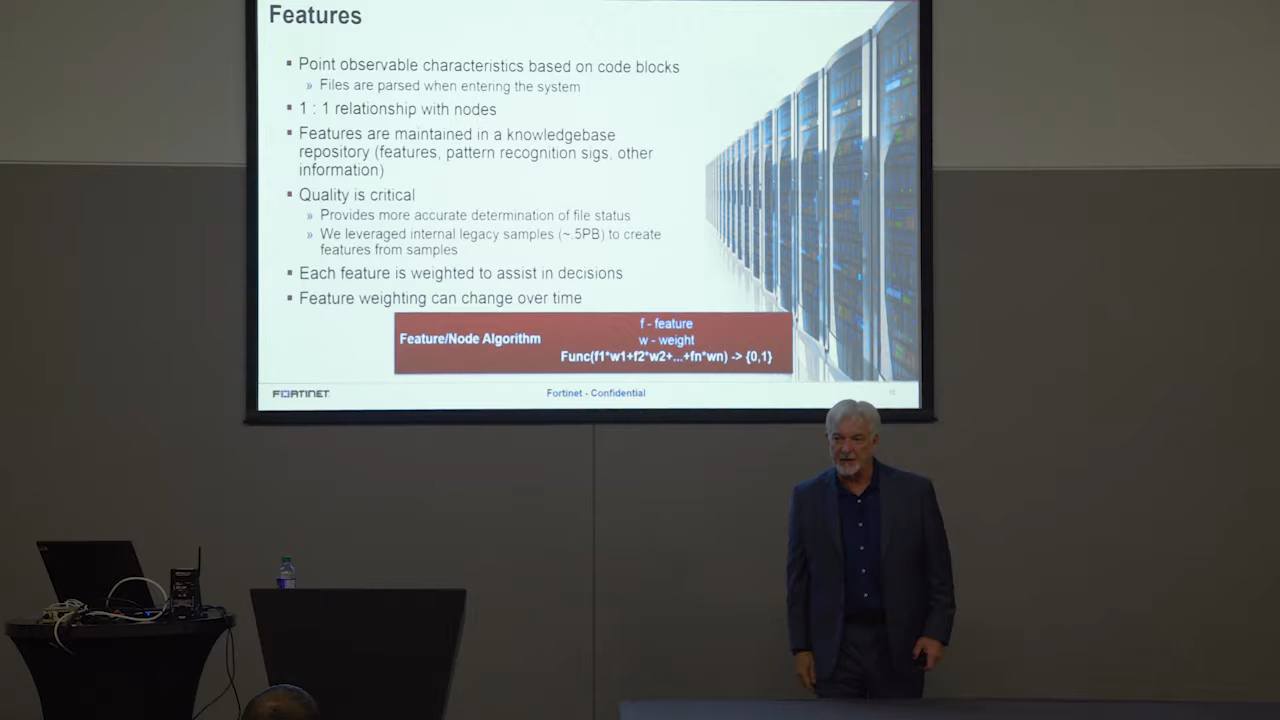 Features
▪ Point observable characteristics based on code blocks
» Files are parsed when entering the system
▪ 1 : 1 relationship with nodes
▪ Features are maintained in a knowledgebase
repository (features, pattern recognition sigs, other
information)
▪ Quality is critical
» Provides more accurate determination of file status
» We leveraged internal legacy samples (~.5PB) to create
features from samples
▪ Each feature is weighted to assist in decisions
▪ Feature weighting can change over time
f - feature
Feature/Node Algorithm
w - weight
Func(f1*w1+f2*w2+...+fn*wn) -> {0,1}
FORTINET
Fortinet - Confidential